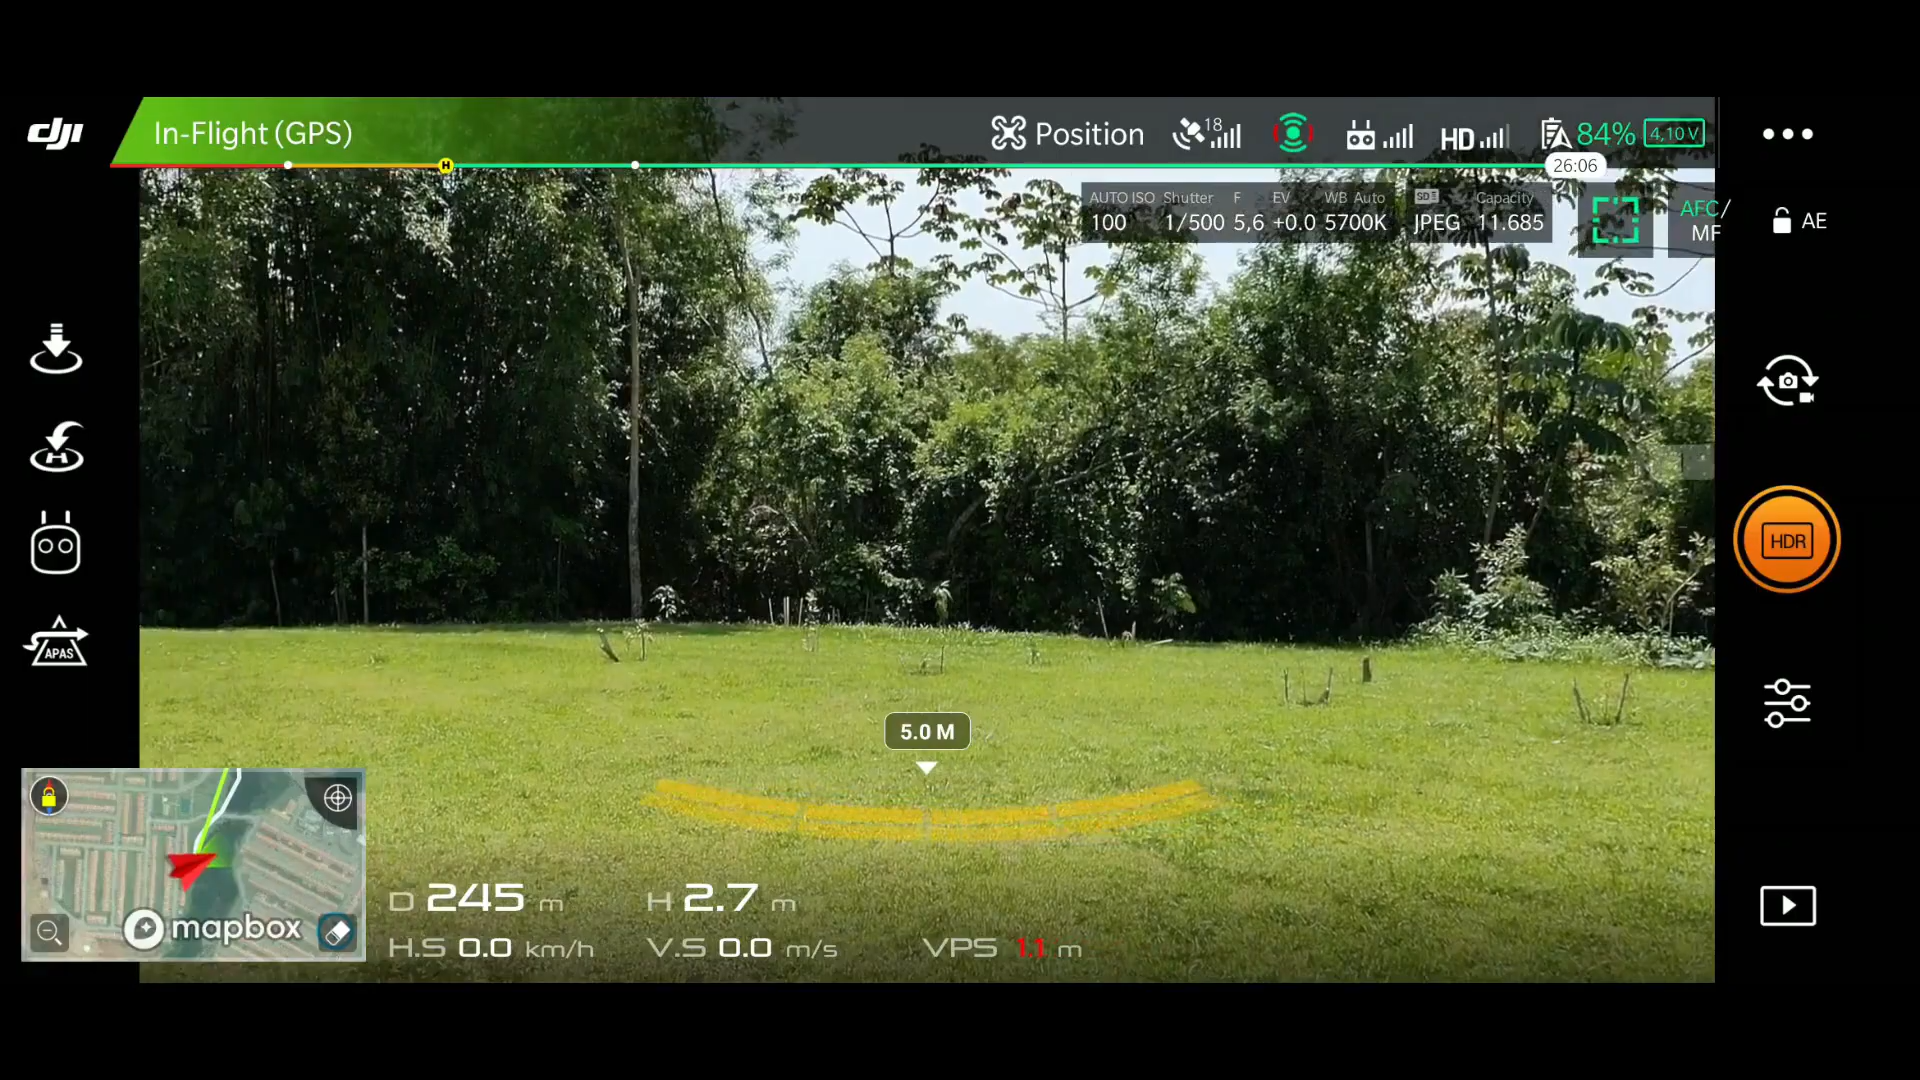 dji
In-Flight (GPS)
Position
18
HD
84%
4,10 V
26:06
AUTO ISO Shutter F EV WB Auto
100 1/500 5,6 +0.0 5700K
SD
Capacity
JPEG 11.685
AFC/
MF
AE
H
H
APAS
HDR
5.0 M
mapbox
D 245 m H 2.7 m
H.S 0.0 km/h V.S 0.0 m/s VPS 1.1 m